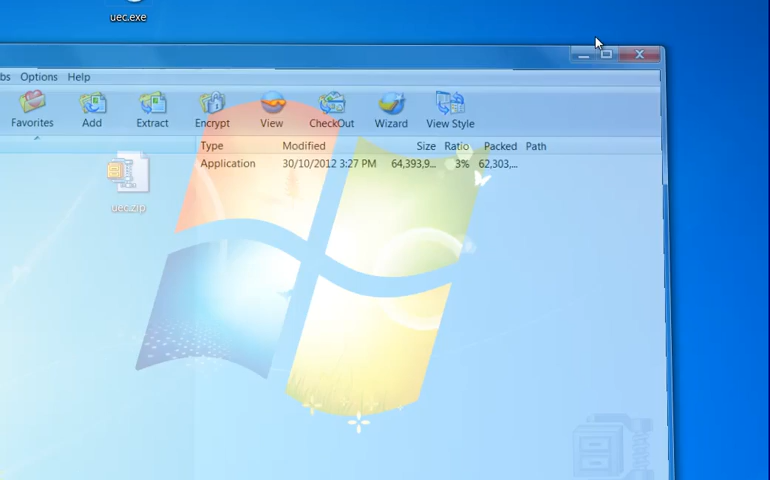 uec.exe
bs Options Help
Favorites Add Extract Encrypt View CheckOut Wizard View Style
Type Modified Size Ratio Packed Path
Application 30/10/2012 3:27 PM 64,393,9... 3% 62,303,...
uec.zip